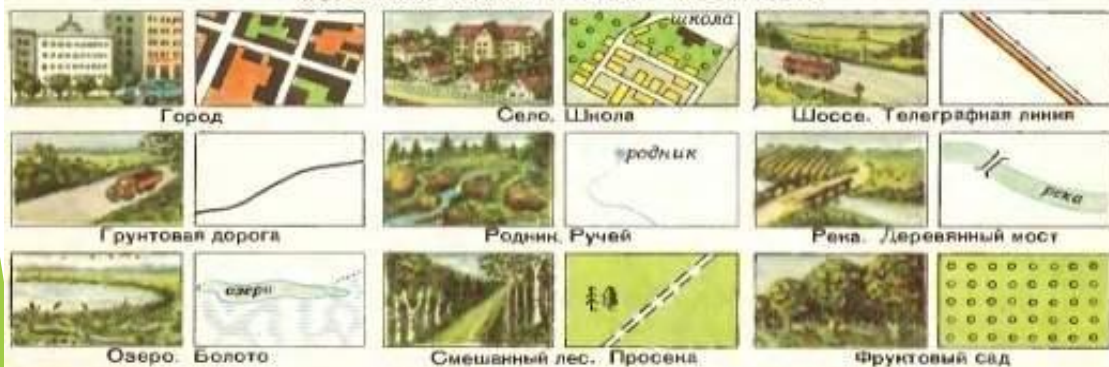 школа
Город
Село. Школа
Шоссе. Телеграфная линия
родник
река
Грунтовая дорога
Родник. Ручей
Река. Деревянный мост
озеро
Озеро. Болото
Смешанный лес. Просека
Фруктовый сад